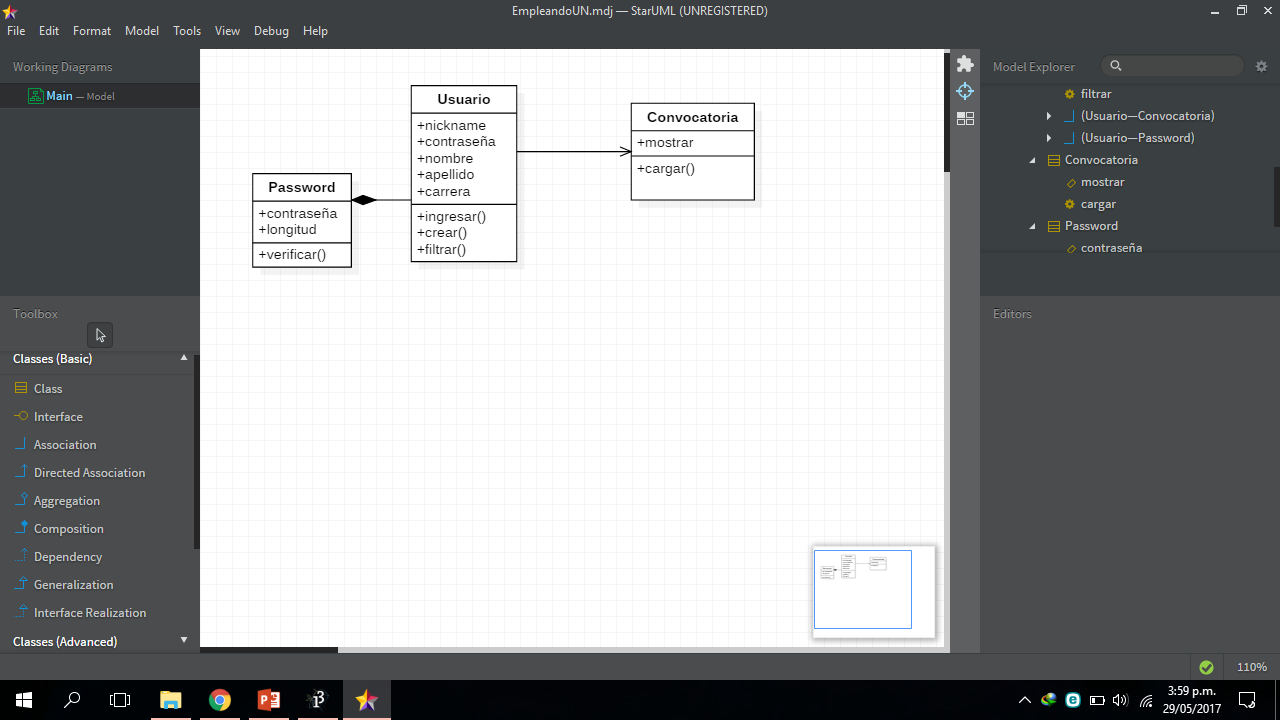 EmpleandoUN.mdj — StarUML (UNREGISTERED)
File Edit Format Model Tools View Debug Help
Working Diagrams
Main — Model
Toolbox
Classes (Basic)
Class
Interface
Association
Directed Association
Aggregation
Composition
Dependency
Generalization
Interface Realization
Classes (Advanced)
Password
+contraseña
+longitud
+verificar()
Usuario
+nickname
+contraseña
+nombre
+apellido
+carrera
+ingresar()
+crear()
+filtrar()
Convocatoria
+mostrar
+cargar()
Model Explorer
filtrar
(Usuario—Convocatoria)
(Usuario—Password)
Convocatoria
mostrar
cargar
Password
contraseña
Editors
110%
3:59 p.m.
29/05/2017